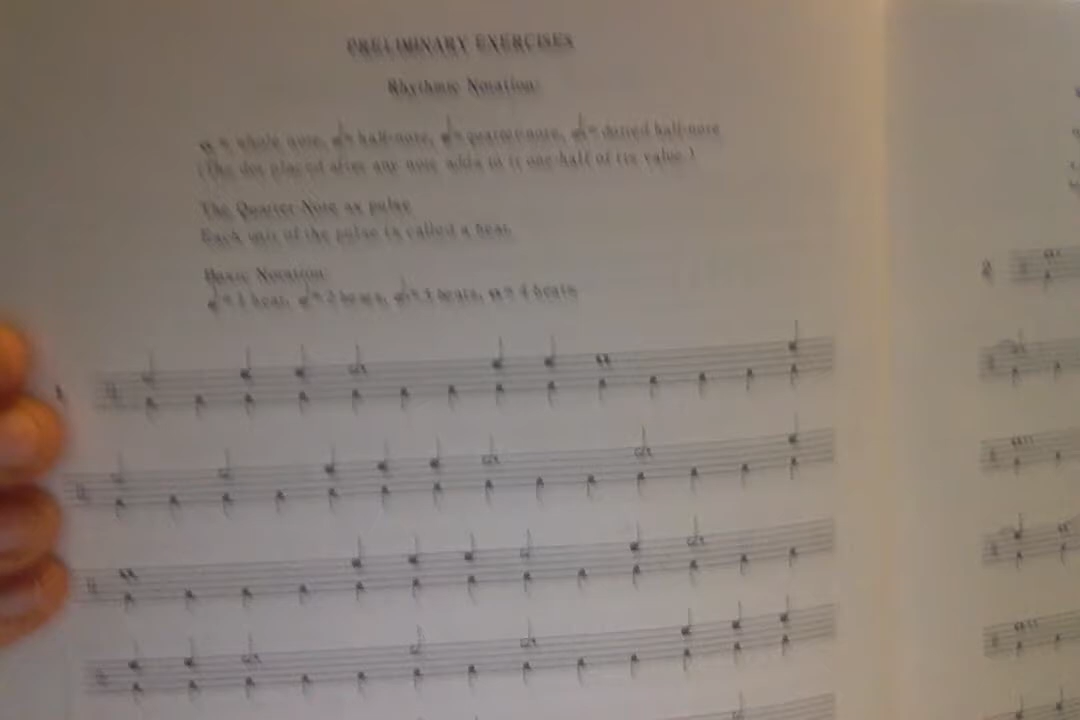 PRELIMINARY EXERCISES
Rhythmic Notation:
𝅝 = whole note, 𝅗𝅥 = half-note, 𝅘𝅥 = quarter-note, 𝅗𝅥. = dotted half-note
(The dot placed after any note adds to it one-half of its value.)
The Quarter-Note as pulse
Each unit of the pulse is called a beat.
Basic Notation:
𝅘𝅥 = 1 beat, 𝅗𝅥 = 2 beats, 𝅗𝅥. = 3 beats, 𝅝 = 4 beats
1
2